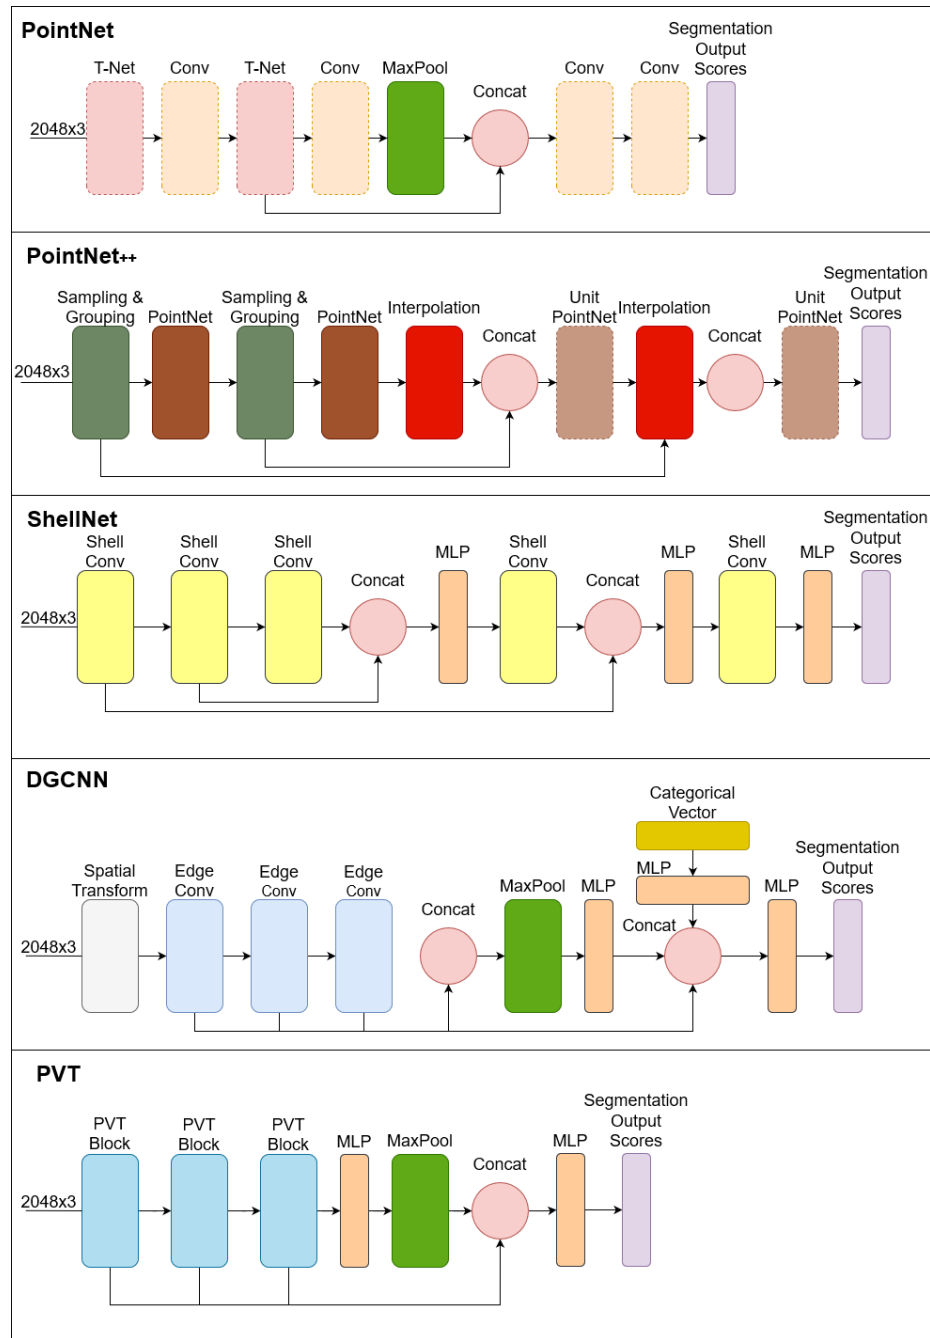 PointNet
Segmentation
Output
Scores
T-Net
Conv
T-Net
Conv
MaxPool
Concat
Conv
Conv
2048x3
PointNet++
Segmentation
Output
Scores
Sampling &
Grouping
PointNet
Sampling &
Grouping
PointNet
Interpolation
Concat
Unit
PointNet
Interpolation
Concat
Unit
PointNet
2048x3
ShellNet
Segmentation
Output
Scores
Shell
Conv
Shell
Conv
Shell
Conv
Concat
MLP
Shell
Conv
Concat
MLP
Shell
Conv
MLP
2048x3
DGCNN
Categorical
Vector
Segmentation
Output
Scores
Spatial
Transform
Edge
Conv
Edge
Conv
Edge
Conv
Concat
MaxPool
MLP
MLP
Concat
MLP
2048x3
PVT
Segmentation
Output
Scores
PVT
Block
PVT
Block
PVT
Block
MLP
MaxPool
Concat
MLP
2048x3